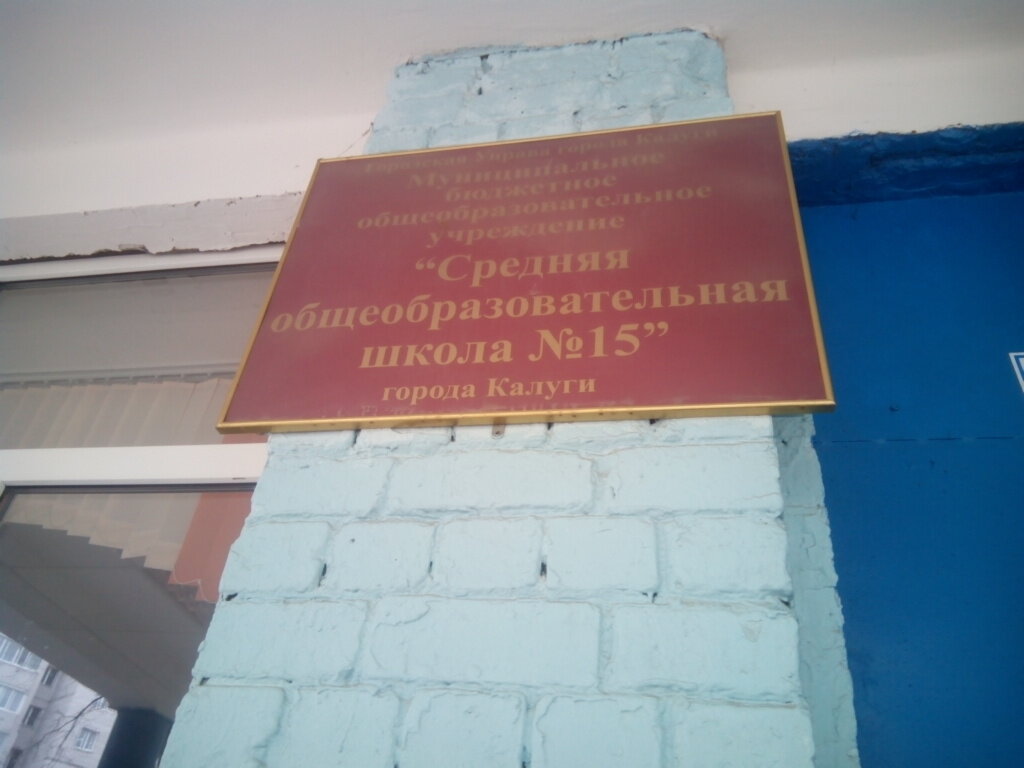 Городская Управа города Калуги
Муниципальное
бюджетное
общеобразовательное
учреждение
“Средняя
общеобразовательная
школа №15”
города Калуги